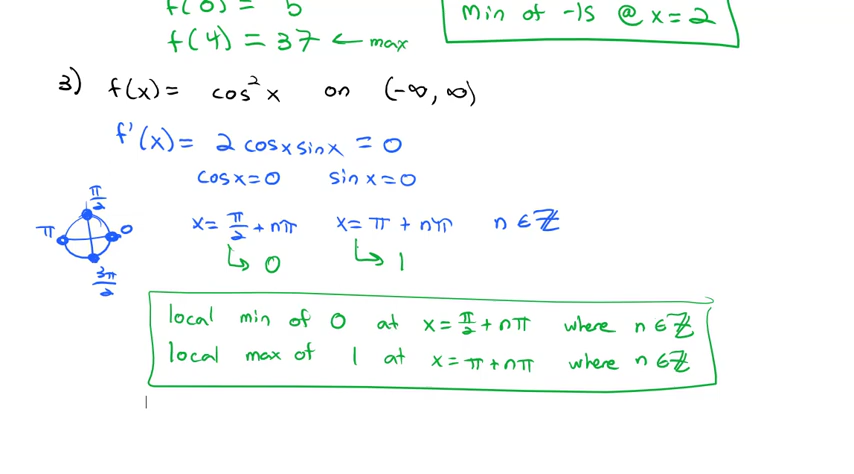 f(0) = 5
f(4) = 37 ← max
Min of -15 @ x = 2
3) f(x) = cos² x on (-∞, ∞)
f'(x) = 2 cosx sinx = 0
cosx = 0 sinx = 0
π/2
π 0
3π/2
x = π/2 + nπ x = π + nπ n ∈ ℤ
↳ 0 ↳ 1
local min of 0 at x = π/2 + nπ where n ∈ ℤ
local max of 1 at x = π + nπ where n ∈ ℤ